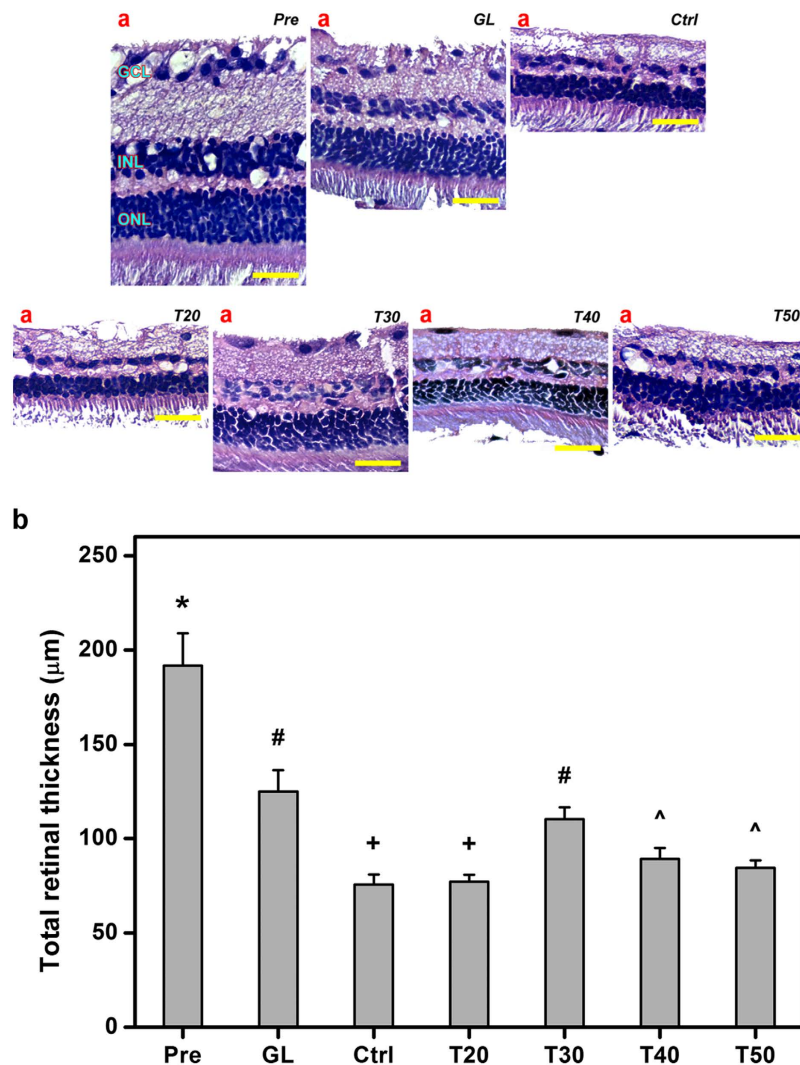 a Pre a GL a Ctrl
GCL
INL
ONL
a T20 a T30 a T40 a T50
b
250
200
150
100
50
0
Total retinal thickness (μm)
* # + + # ^ ^
Pre GL Ctrl T20 T30 T40 T50